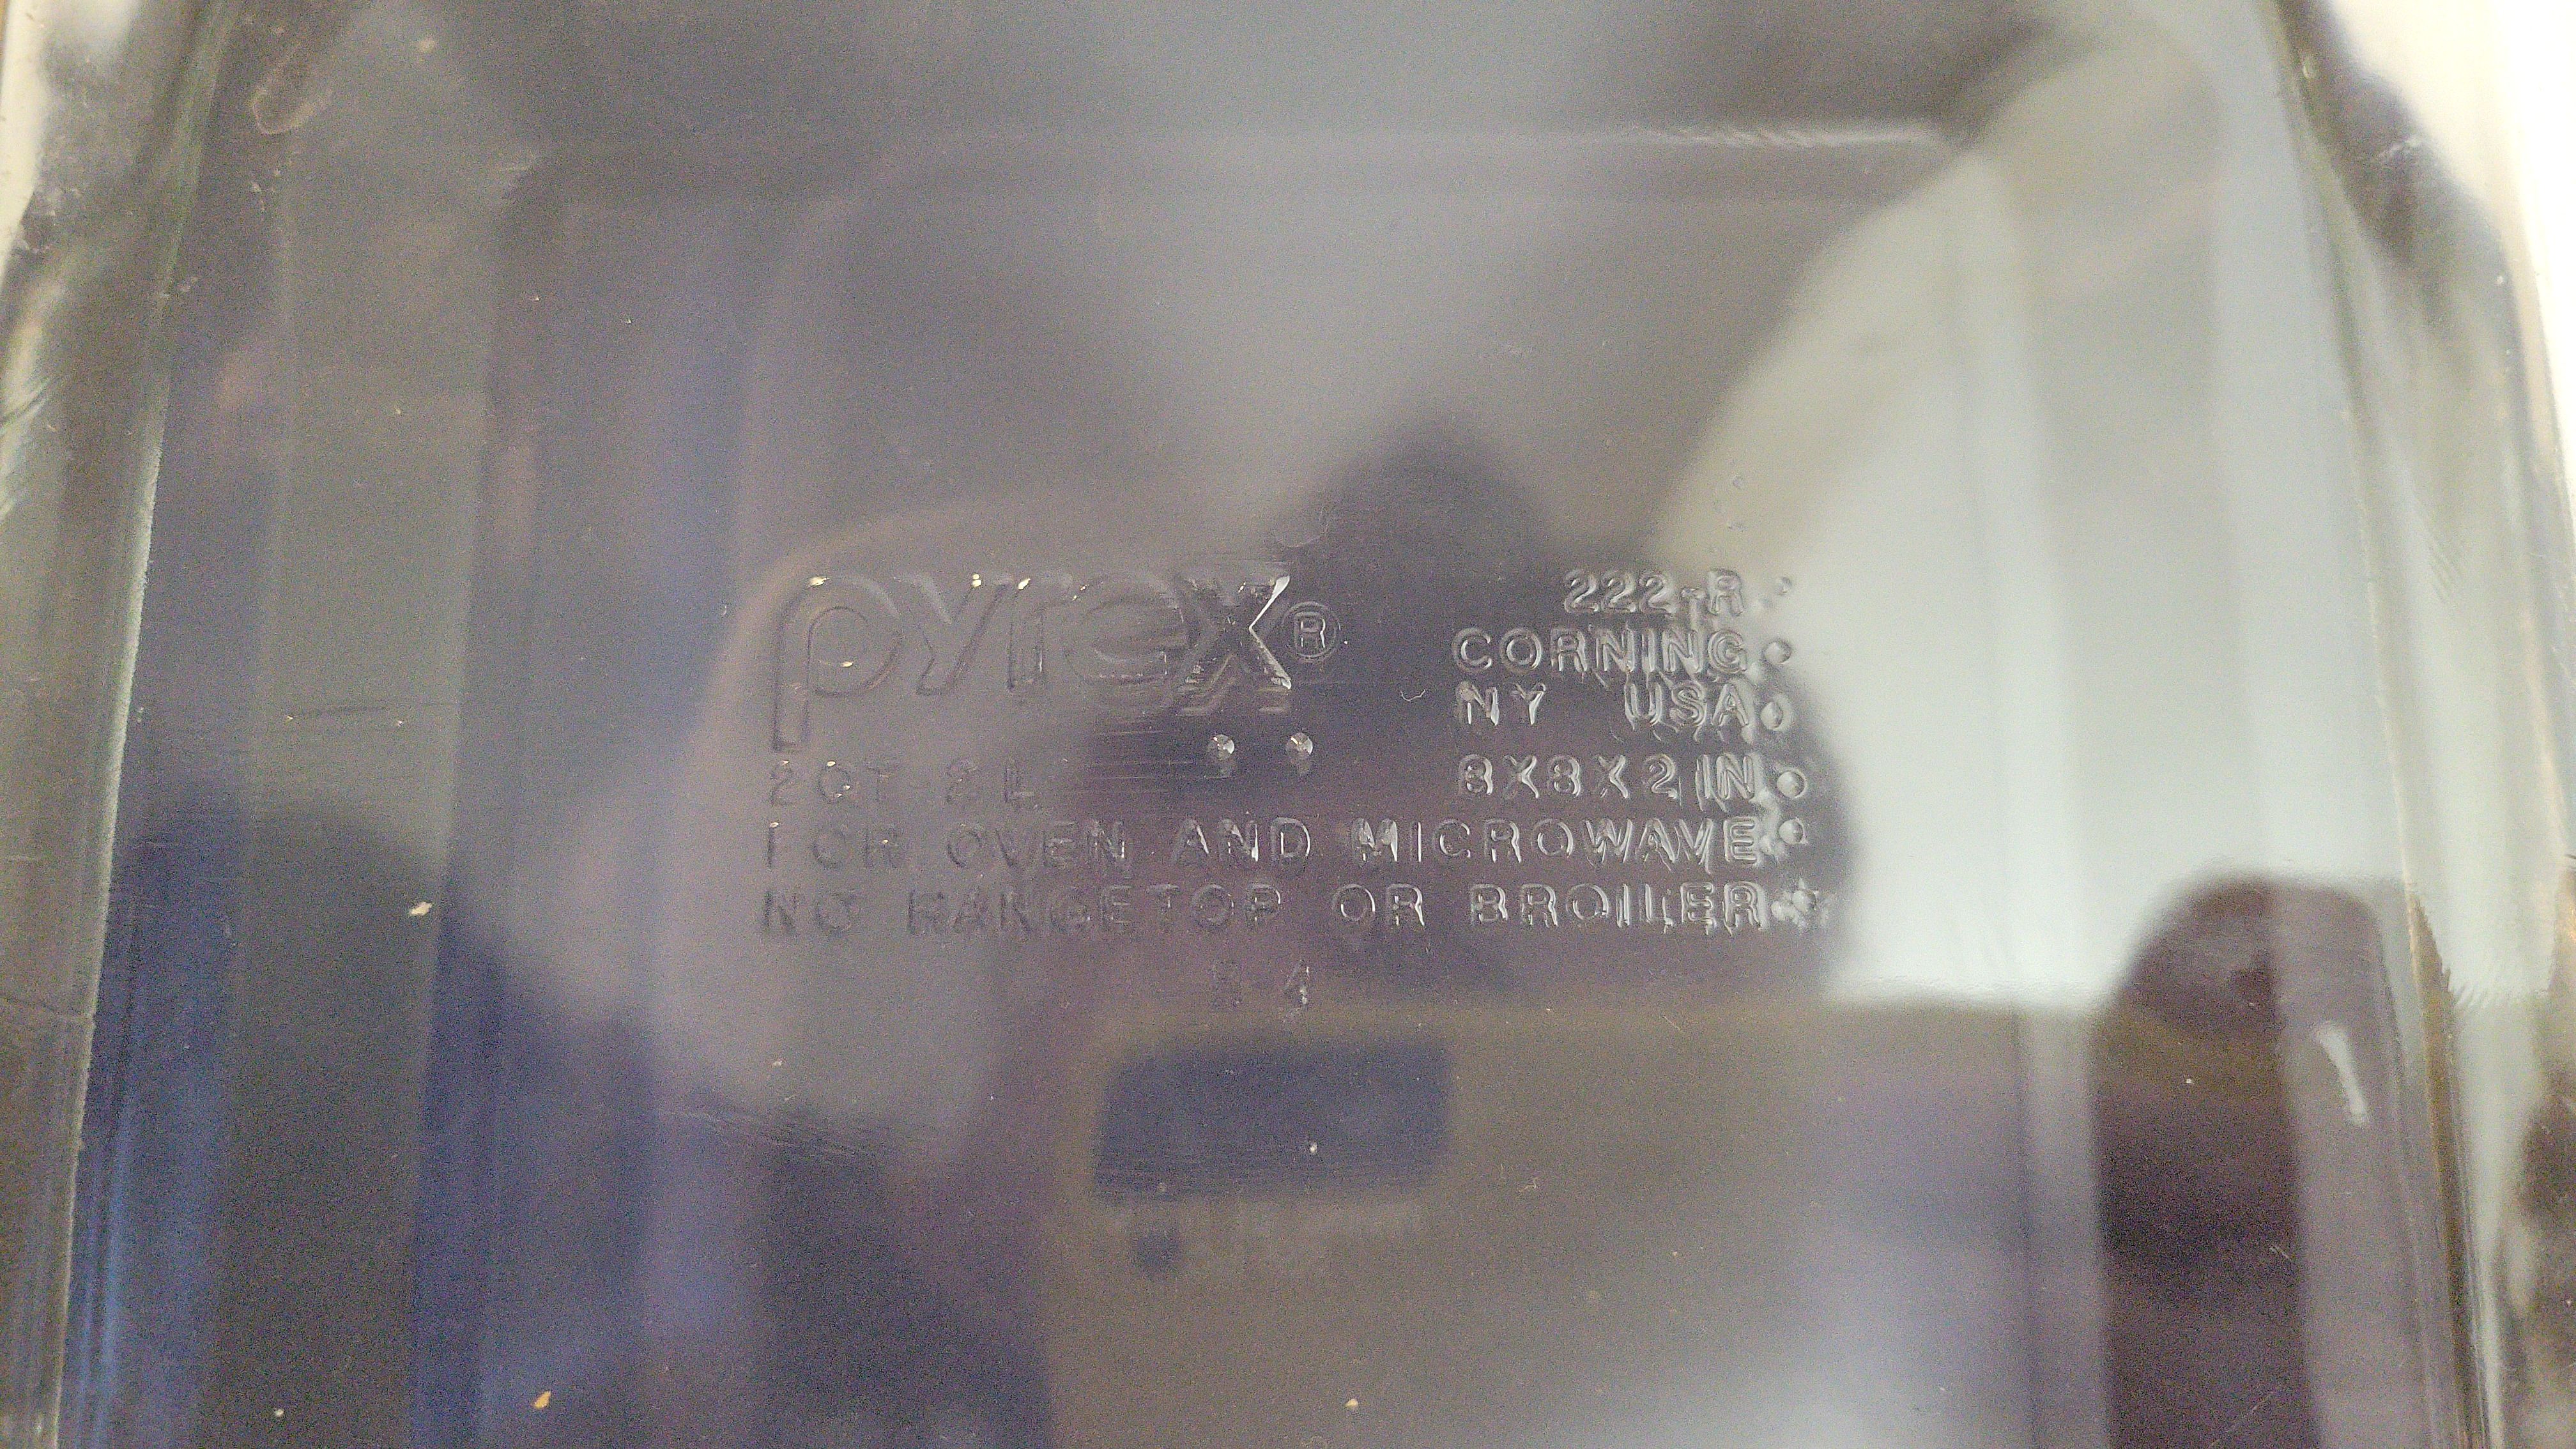 pyrex® 222-R
CORNING
NY USA
2QT-2L 8X8X2IN
FOR OVEN AND MICROWAVE
NO RANGETOP OR BROILER